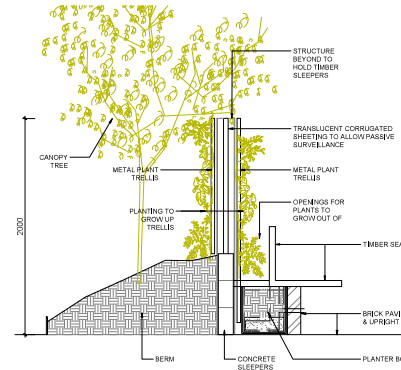 STRUCTURE
BEYOND TO
HOLD TIMBER
SLEEPERS
TRANSLUCENT CORRUGATED
SHEETING TO ALLOW PASSIVE
SURVEILLANCE
CANOPY
TREE
METAL PLANT
TRELLIS
METAL PLANT
TRELLIS
PLANTING TO
GROW UP
TRELLIS
OPENINGS FOR
PLANTS TO
GROW OUT OF
2000
TIMBER SEA
BRICK PAVI
& UPRIGHT
BERM
CONCRETE
SLEEPERS
PLANTER BO